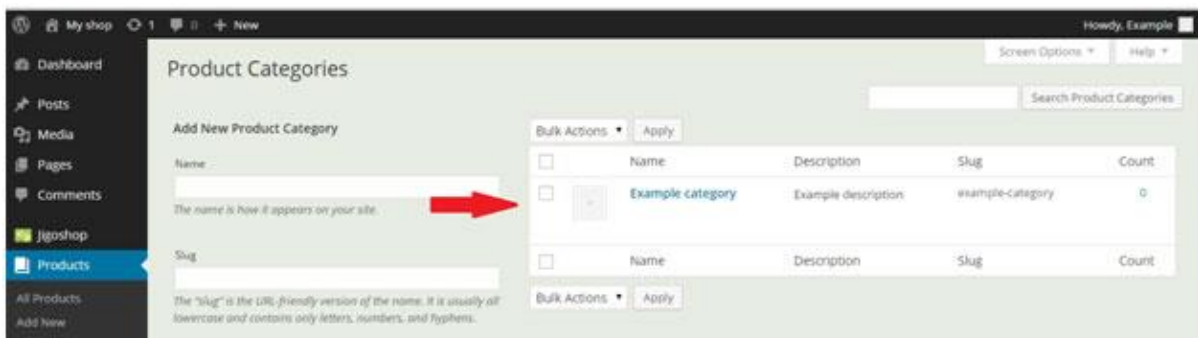 My shop 1 0 + New Howdy, Example
Screen Options ▼ Help ▼
Dashboard
Posts
Media
Pages
Comments
Jigoshop
Products
All Products
Add New
Product Categories
Search Product Categories
Add New Product Category
Name
The name is how it appears on your site.
Slug
The "slug" is the URL-friendly version of the name. It is usually all
lowercase and contains only letters, numbers, and hyphens.
Bulk Actions ▼ Apply
Name Description Slug Count
Example category Example description example-category 0
Name Description Slug Count
Bulk Actions ▼ Apply